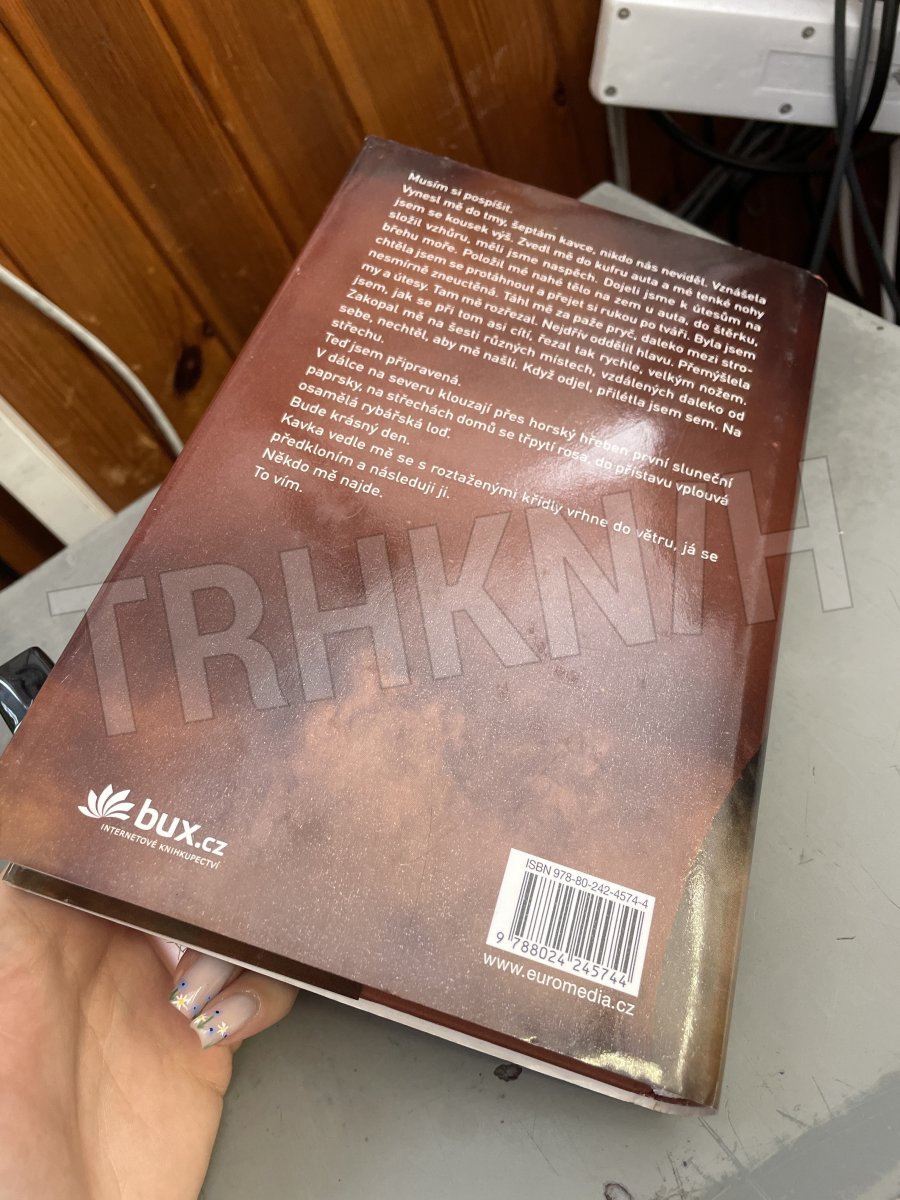 Musím si pospíšit.
Vynesl mě do tmy, šeptám kavce, nikdo nás neviděl. Vznášela
jsem se kousek výš. Zvedl mě do kufru auta a mé tenké nohy
složil vzhůru, měli jsme naspěch. Dojeli jsme k útesům na
břehu moře. Položil mé nahé tělo na zem u auta, do štěrku,
chtěla jsem se protáhnout a přejet si rukou po tváři. Byla jsem
nesmírně zneuctěná. Táhl mě za paže pryč, daleko mezi stro-
my a útesy. Tam mě rozřezal. Nejdřív oddělil hlavu. Přemýšlela
jsem, jak se při tom asi cítí, řezal tak rychle, velkým nožem.
Zakopal mě na šesti různých místech, vzdálených daleko od
sebe, nechtěl, aby mě našli. Když odjel, přilétla jsem sem. Na
střechu.
Teď jsem připravená.
V dálce na severu klouzají přes horský hřeben první sluneční
paprsky, na střechách domů se třpytí rosa, do přístavu vplouvá
osamělá rybářská loď.
Bude krásný den.
Kavka vedle mě se s roztaženými křídly vrhne do větru, já se
předkloním a následuji ji.
Někdo mě najde.
To vím.
TRHKNIH
bux.cz
INTERNETOVÉ KNIHKUPECTVÍ
ISBN 978-80-242-4574-4
9 788024 245744
www.euromedia.cz